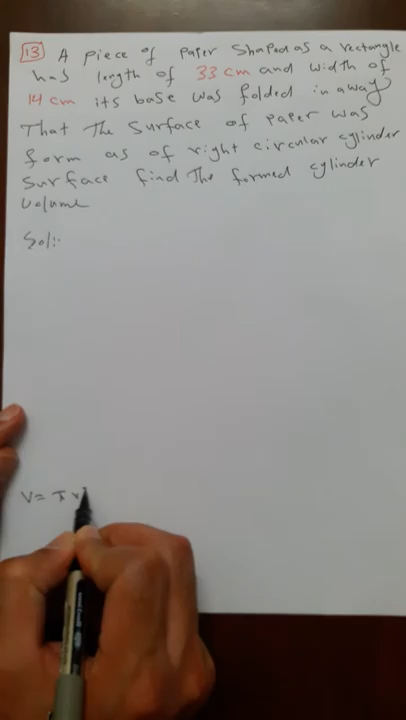 13 A Piece of Paper Shaped as a rectangle
has length of 33 cm and width of
14 cm its base was folded in away
That The Surface of paper was
form as of right circular cylinder
Surface find The formed cylinder
volume
Sol:-
V= π r